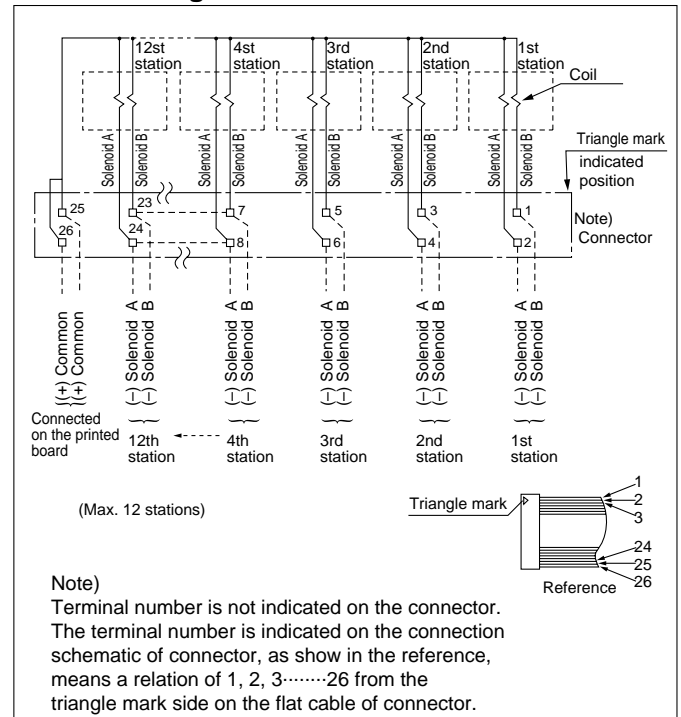 12st station
4st station
3rd station
2nd station
1st station
Coil
Solenoid A
Solenoid B
Solenoid A
Solenoid B
Solenoid A
Solenoid B
Solenoid A
Solenoid B
Solenoid A
Solenoid B
Triangle mark
indicated
position
25
26
23
24
7
8
5
6
3
4
1
2
Note)
Connector
(+) Common
(+) Common
(−) Solenoid A
(−) Solenoid B
(−) Solenoid A
(−) Solenoid B
(−) Solenoid A
(−) Solenoid B
(−) Solenoid A
(−) Solenoid B
(−) Solenoid A
(−) Solenoid B
Connected
on the printed
board
12th
station
4th
station
3rd
station
2nd
station
1st
station
(Max. 12 stations)
Triangle mark
1
2
3
24
25
26
Reference
Note)
Terminal number is not indicated on the connector.
The terminal number is indicated on the connection
schematic of connector, as show in the reference,
means a relation of 1, 2, 3········26 from the
triangle mark side on the flat cable of connector.